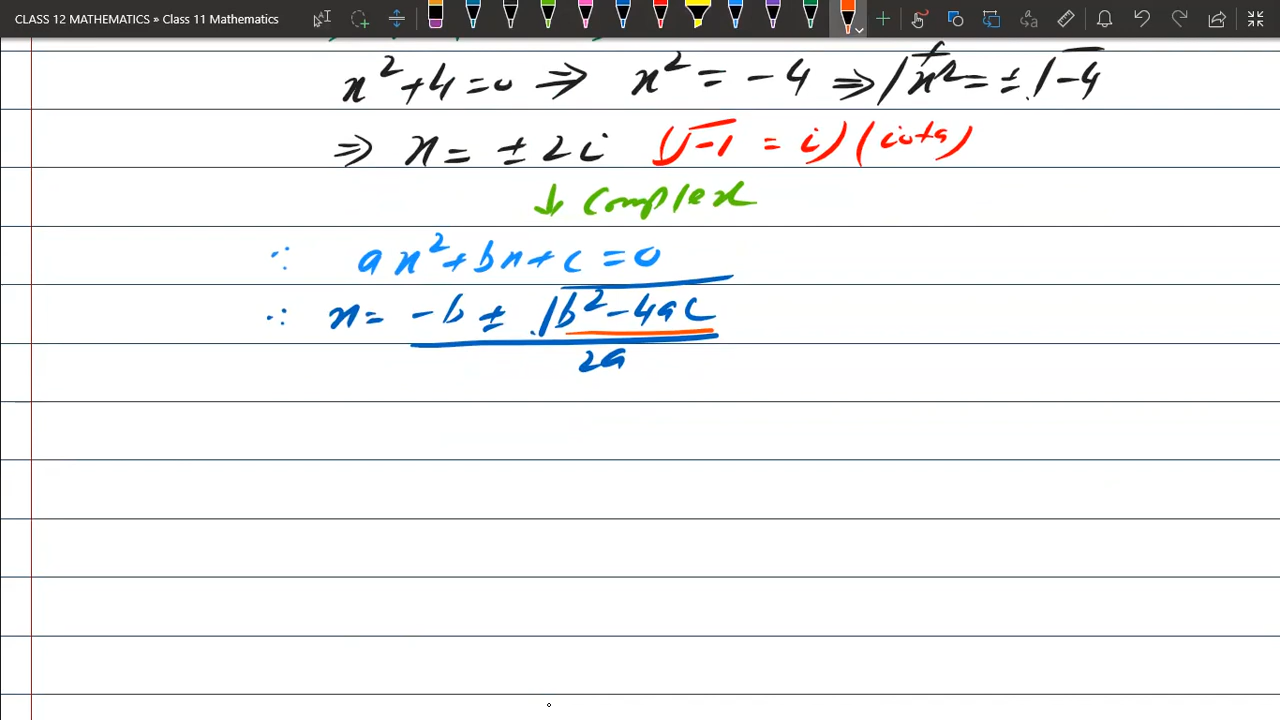 CLASS 12 MATHEMATICS » Class 11 Mathematics
x²+4=0 ⇒ x² = -4 ⇒ √x² = ±√-4
⇒ x = ± 2i (√-1 = i) (iota)
↓ Complex
∴ ax²+bx+c=0
∴ x = -b ± √b²-4ac
2a